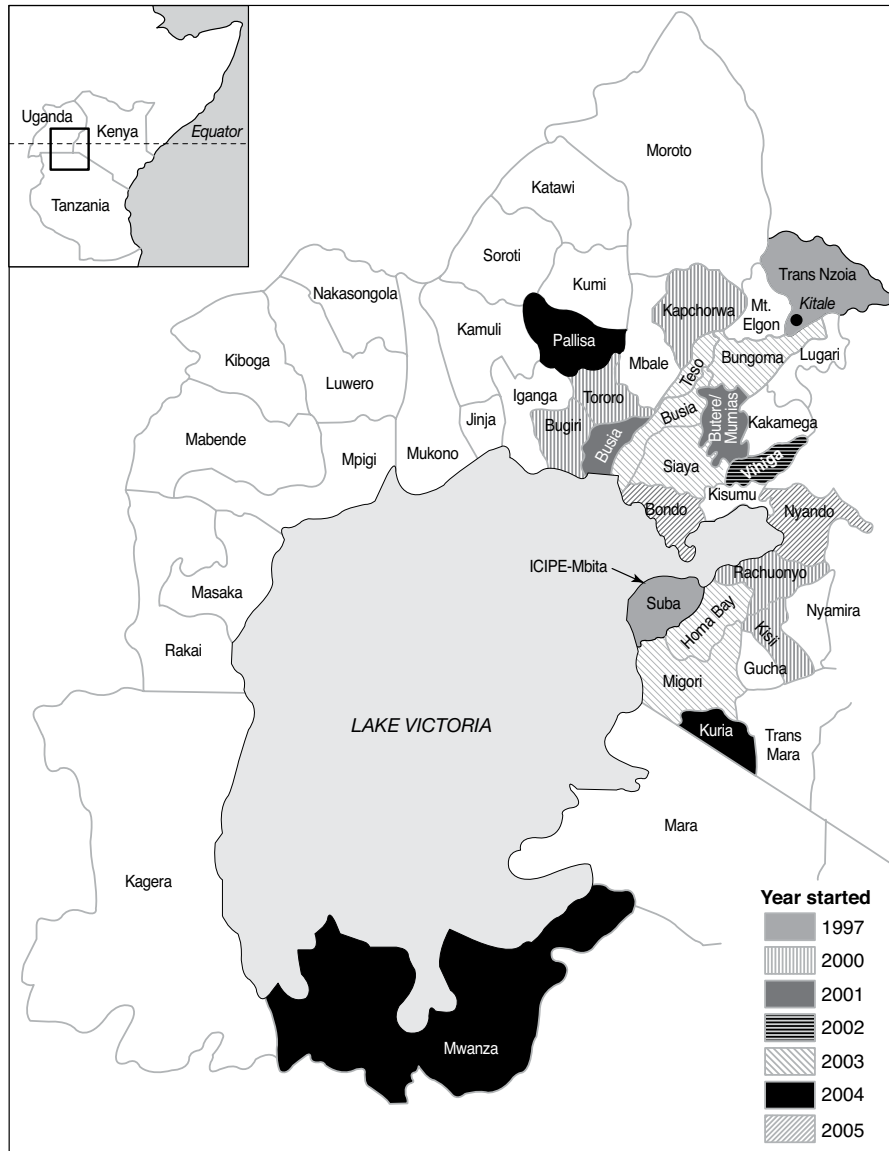 Uganda
Kenya
Equator
Tanzania
Moroto
Katawi
Soroti
Kumi
Trans Nzoia
Kitale
Mt.
Elgon
Kapchorwa
Nakasongola
Kamuli
Pallisa
Mbale
Bungoma
Lugari
Kiboga
Luwero
Teso
Iganga
Tororo
Busia
Butere/
Mumias
Kakamega
Jinja
Bugiri
Busia
Mabende
Mpigi
Mukono
Siaya
Vihiga
Kisumu
Bondo
Nyando
ICIPE-Mbita
Rachuonyo
Masaka
Suba
Homa Bay
Kisii
Nyamira
Rakai
Gucha
Migori
LAKE VICTORIA
Kuria
Trans
Mara
Mara
Kagera
Mwanza
Year started
1997
2000
2001
2002
2003
2004
2005